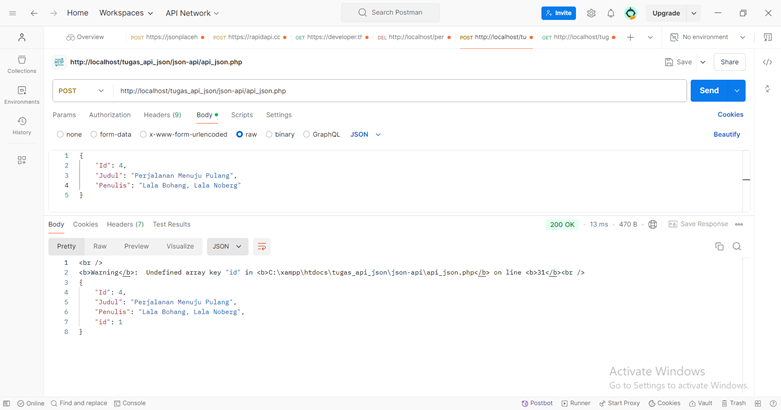 Home Workspaces API Network Search Postman Invite Upgrade
Overview POST https://jsonplaceh POST https://rapidapi.cc GET https://developer.th DEL http://localhost/per POST http://localhost/tu GET http://localhost/tug No environment
http://localhost/tugas_api_json/json-api/api_json.php Save Share
POST http://localhost/tugas_api_json/json-api/api_json.php Send
Params Authorization Headers (9) Body Scripts Settings Cookies
none form-data x-www-form-urlencoded raw binary GraphQL JSON Beautify
Collections
Environments
History
1 {
2 "Id": 4,
3 "Judul": "Perjalanan Menuju Pulang",
4 "Penulis": "Lala Bohang, Lala Noberg"
5 }
Body Cookies Headers (7) Test Results 200 OK 13 ms 470 B Save Response
Pretty Raw Preview Visualize JSON
1 <br />
2 <b>Warning</b>: Undefined array key "id" in <b>C:\xampp\htdocs\tugas_api_json\json-api\api_json.php</b> on line <b>31</b><br />
3 {
4 "Id": 4,
5 "Judul": "Perjalanan Menuju Pulang",
6 "Penulis": "Lala Bohang, Lala Noberg",
7 "id": 1
8 }
Activate Windows
Go to Settings to activate Windows.
Online Find and replace Console Postbot Runner Start Proxy Cookies Vault Trash